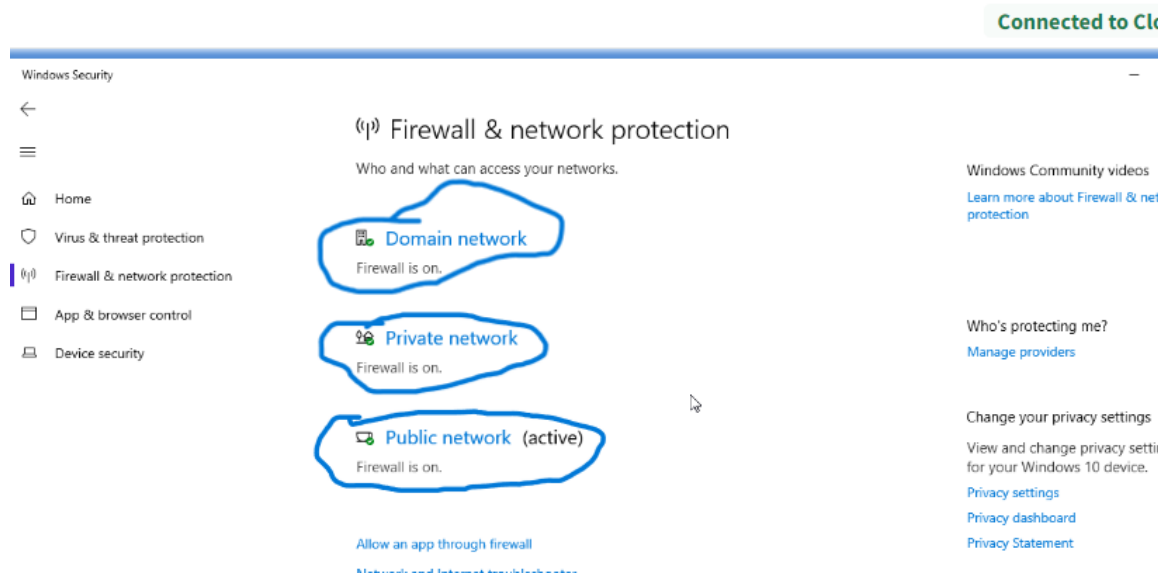 Connected to
Windows Security
Firewall & network protection
Who and what can access your networks.
Home
Virus & threat protection
Firewall & network protection
App & browser control
Device security
Domain network
Firewall is on.
Private network
Firewall is on.
Public network (active)
Firewall is on.
Allow an app through firewall
Network and Internet troubleshooter
Windows Community videos
Learn more about Firewall &
protection
Who's protecting me?
Manage providers
Change your privacy settings
View and change privacy
for your Windows 10 device.
Privacy settings
Privacy dashboard
Privacy Statement